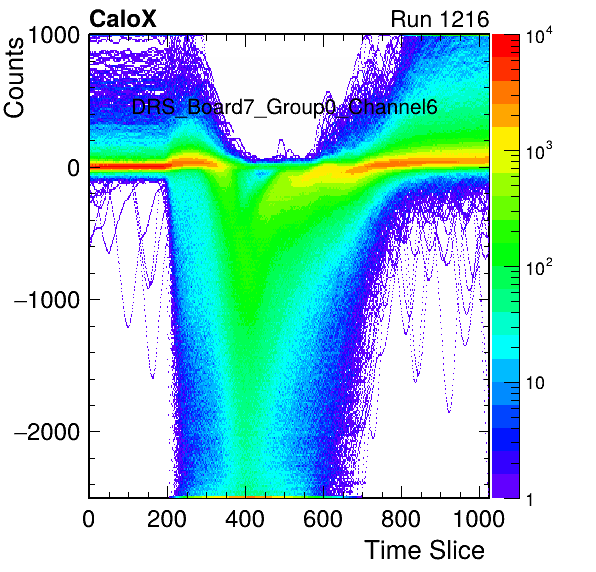 CaloX Run 1216
Counts
DRS_Board7_Group0_Channel6
1000
0
−1000
−2000
0 200 400 600 800 1000
Time Slice
10⁴
10³
10²
10
1